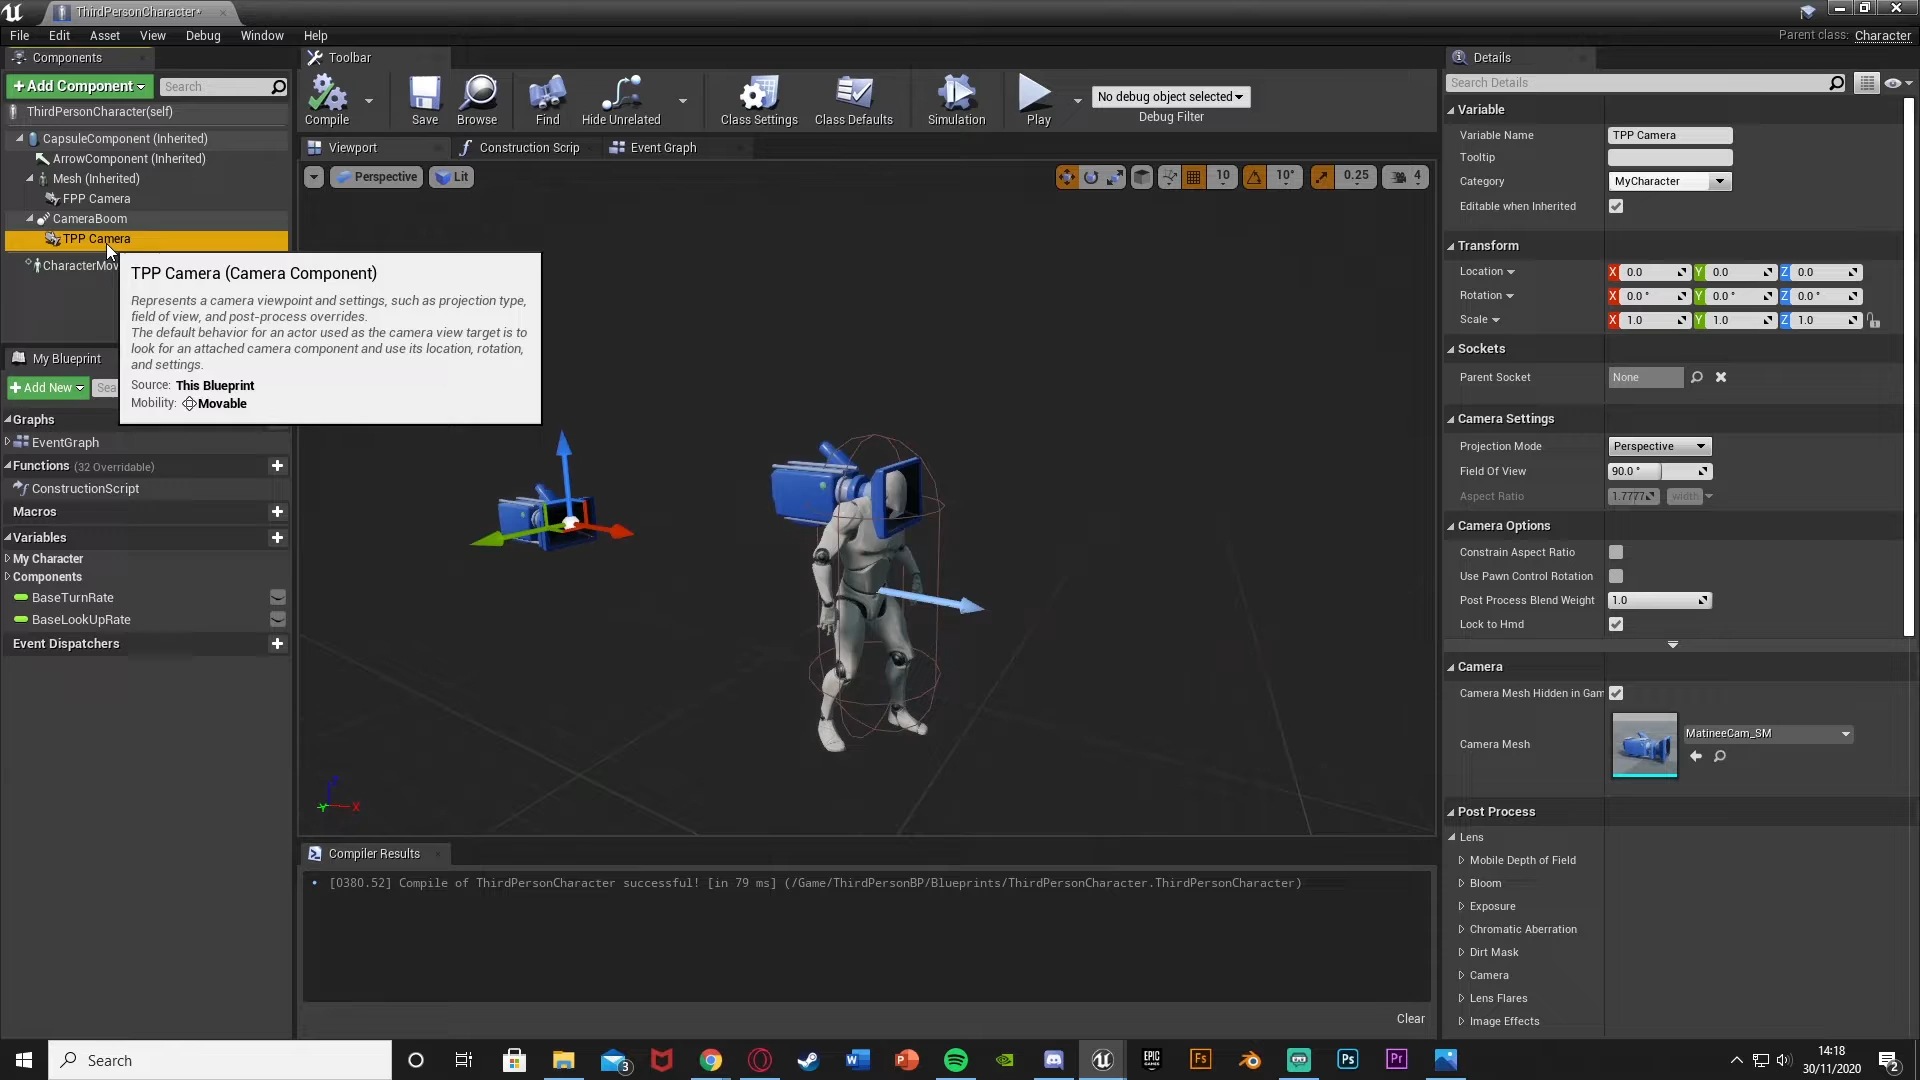 ThirdPersonCharacter*
File Edit Asset View Debug Window Help
Parent class: Character
Components
+Add Component
Search
ThirdPersonCharacter(self)
CapsuleComponent (Inherited)
ArrowComponent (Inherited)
Mesh (Inherited)
FPP Camera
CameraBoom
TPP Camera
CharacterMov
TPP Camera (Camera Component)
Represents a camera viewpoint and settings, such as projection type,
field of view, and post-process overrides.
The default behavior for an actor used as the camera view target is to
look for an attached camera component and use its location, rotation,
and settings.
Source: This Blueprint
Mobility: Movable
My Blueprint
+Add New
Sea
Graphs
EventGraph
Functions (32 Overridable)
ConstructionScript
Macros
Variables
My Character
Components
BaseTurnRate
BaseLookUpRate
Event Dispatchers
Toolbar
Compile
Save
Browse
Find
Hide Unrelated
Class Settings
Class Defaults
Simulation
Play
No debug object selected
Debug Filter
Viewport
Construction Scrip
Event Graph
Perspective
Lit
10
10°
0.25
4
Z
Y
X
Compiler Results
[0380.52] Compile of ThirdPersonCharacter successful! [in 79 ms] (/Game/ThirdPersonBP/Blueprints/ThirdPersonCharacter.ThirdPersonCharacter)
Clear
Details
Search Details
Variable
Variable Name TPP Camera
Tooltip
Category MyCharacter
Editable when Inherited
Transform
Location X 0.0 Y 0.0 Z 0.0
Rotation X 0.0 ° Y 0.0 ° Z 0.0 °
Scale X 1.0 Y 1.0 Z 1.0
Sockets
Parent Socket None
Camera Settings
Projection Mode Perspective
Field Of View 90.0 °
Aspect Ratio 1.7777 width
Camera Options
Constrain Aspect Ratio
Use Pawn Control Rotation
Post Process Blend Weight 1.0
Lock to Hmd
Camera
Camera Mesh Hidden in Gam
Camera Mesh MatineeCam_SM
Post Process
Lens
Mobile Depth of Field
Bloom
Exposure
Chromatic Aberration
Dirt Mask
Camera
Lens Flares
Image Effects
Search
3
EPIC GAMES
Fs
Ps
Pr
14:18
30/11/2020
2